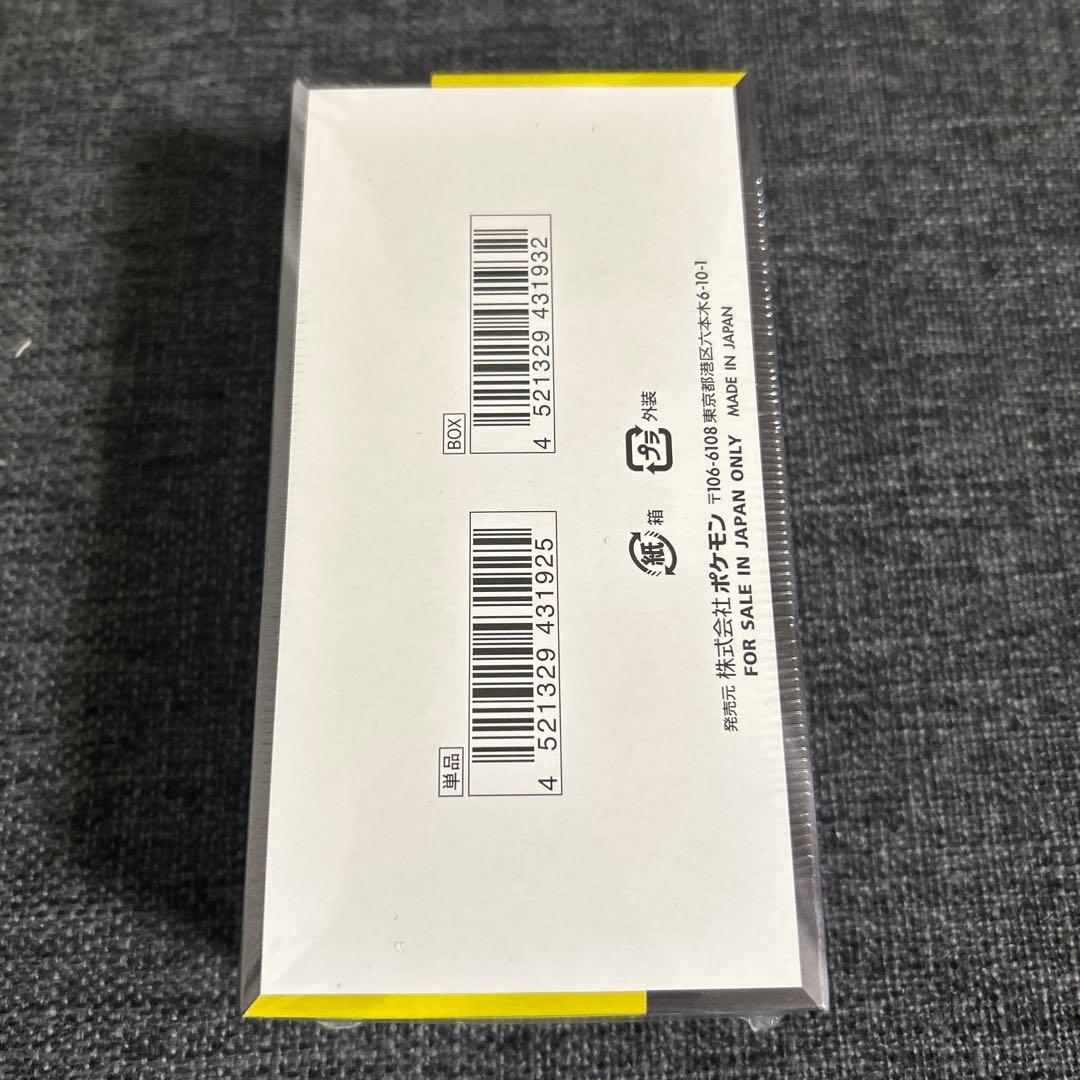 単品
4 521329 431925
BOX
4 521329 431932
紙 箱
プラ 外装
発売元 株式会社ポケモン 〒106-6108 東京都港区六本木6-10-1
FOR SALE IN JAPAN ONLY MADE IN JAPAN